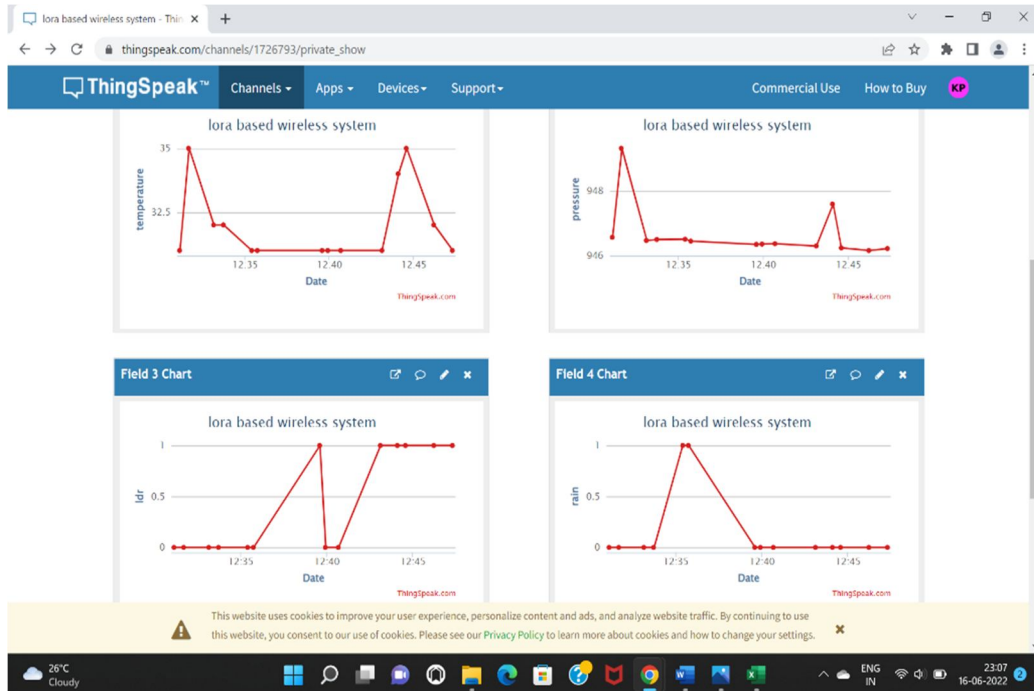 lora based wireless system - Thin
thingspeak.com/channels/1726793/private_show
ThingSpeak™ Channels Apps Devices Support Commercial Use How to Buy KP
lora based wireless system
35
32.5
temperature
12:35 12:40 12:45
Date
ThingSpeak.com
lora based wireless system
948
946
pressure
12:35 12:40 12:45
Date
ThingSpeak.com
Field 3 Chart
lora based wireless system
1
0.5
0
ldr
12:35 12:40 12:45
Date
ThingSpeak.com
Field 4 Chart
lora based wireless system
1
0.5
0
rain
12:35 12:40 12:45
Date
ThingSpeak.com
This website uses cookies to improve your user experience, personalize content and ads, and analyze website traffic. By continuing to use
this website, you consent to our use of cookies. Please see our Privacy Policy to learn more about cookies and how to change your settings.
26°C
Cloudy
ENG
IN
23:07
16-06-2022
2